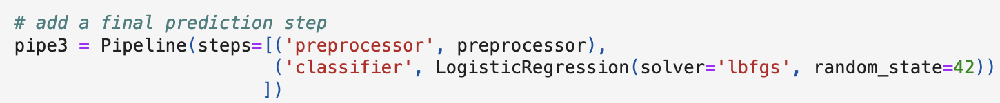 # add a final prediction step
pipe3 = Pipeline(steps=[('preprocessor', preprocessor),
                        ('classifier', LogisticRegression(solver='lbfgs', random_state=42))
                       ])